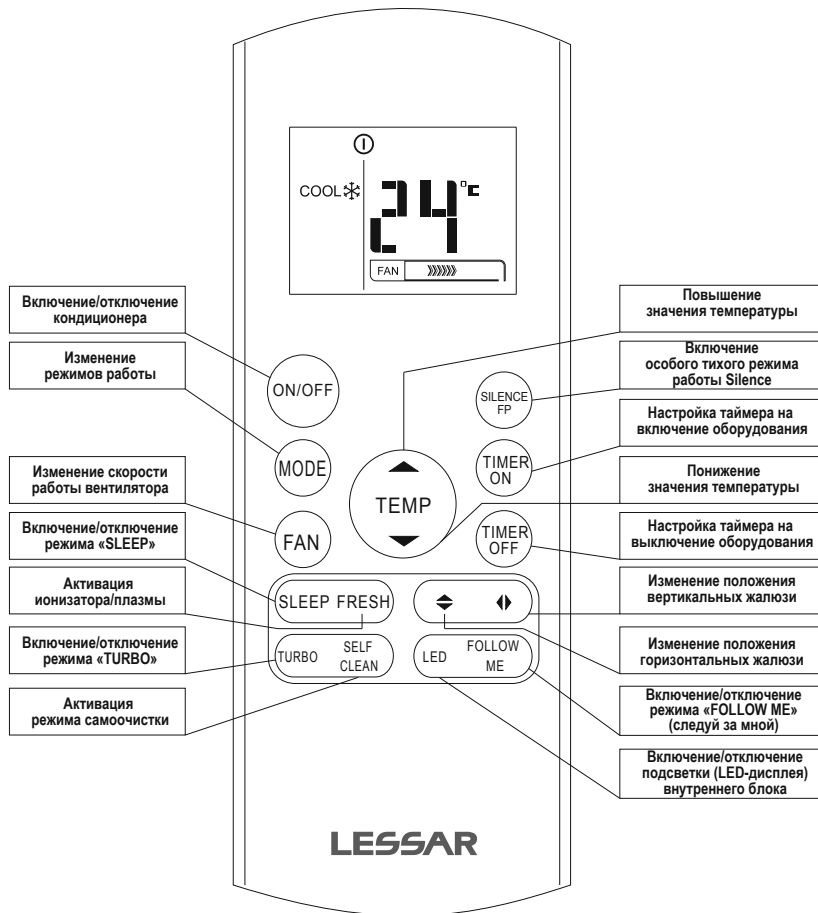 COOL
24°C
FAN
Включение/отключение
кондиционера
Изменение
режимов работы
Изменение скорости
работы вентилятора
Включение/отключение
режима «SLEEP»
Активация
ионизатора/плазмы
Включение/отключение
режима «TURBO»
Активация
режима самоочистки
ON/OFF
MODE
FAN
TEMP
SILENCE
FP
TIMER
ON
TIMER
OFF
SLEEP FRESH
TURBO
SELF
CLEAN
LED
FOLLOW
ME
Повышение
значения температуры
Включение
особого тихого режима
работы Silence
Настройка таймера на
включение оборудования
Понижение
значения температуры
Настройка таймера на
выключение оборудования
Изменение положения
вертикальных жалюзи
Изменение положения
горизонтальных жалюзи
Включение/отключение
режима «FOLLOW ME»
(следуй за мной)
Включение/отключение
подсветки (LED-дисплея)
внутреннего блока
LESSAR